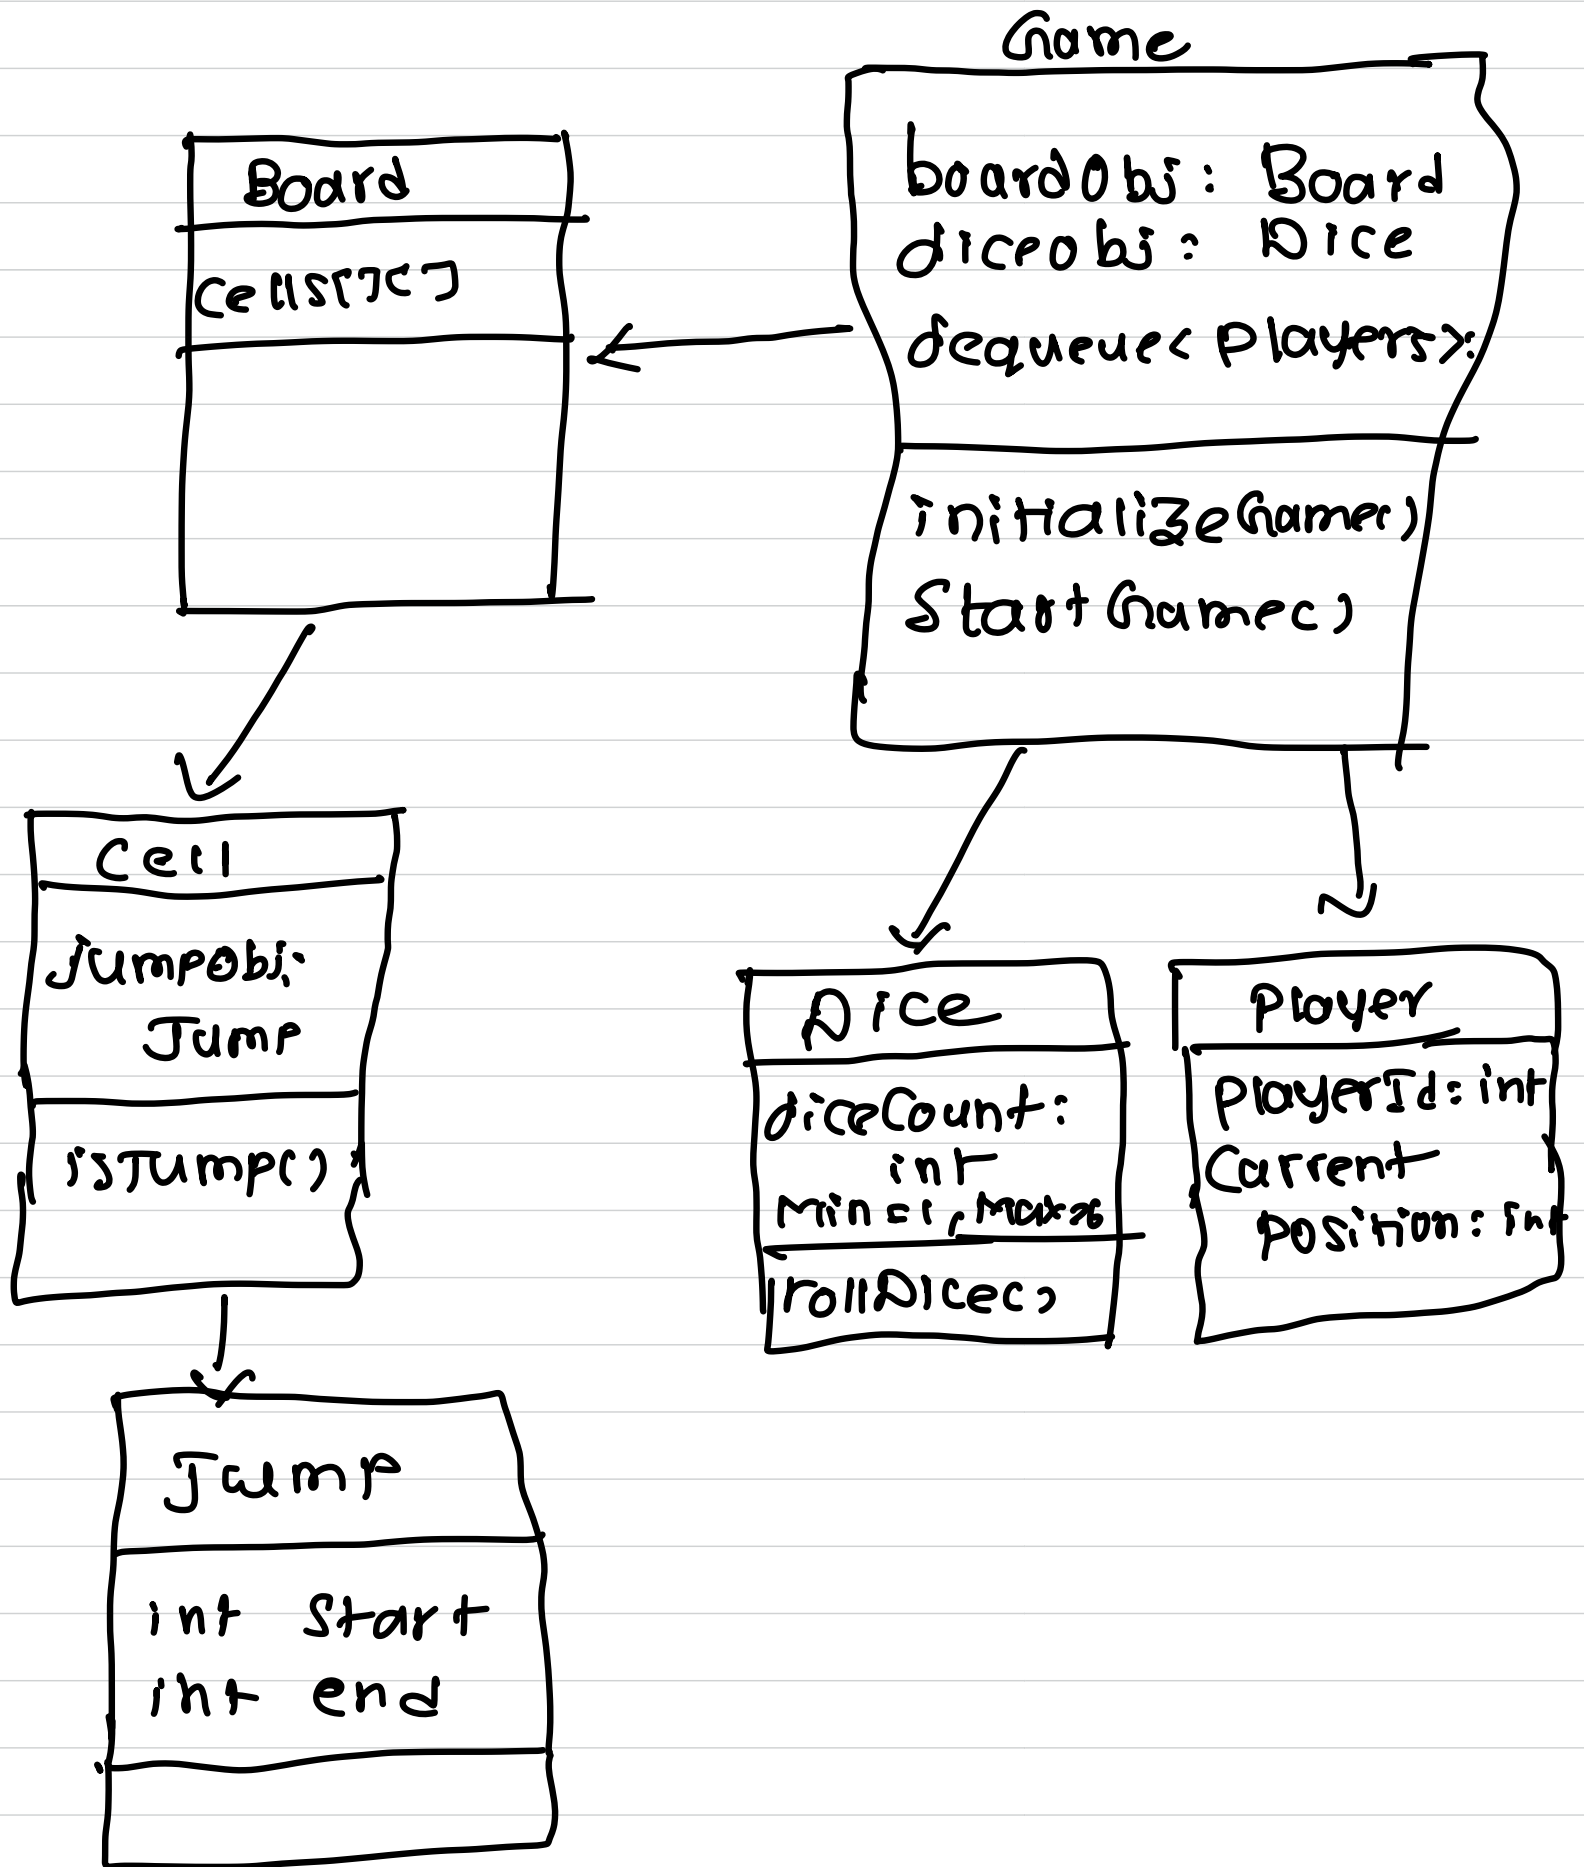 Game
boardObj: Board
diceObj: Dice
dequeue< players>:
initializeGame()
StartGame()
Board
cells[][]
Cell
jumpObj:
Jump
isJump()
Dice
diceCount:
int
Min=1, Max=6
rollDice()
Player
PlayerId: int
Current
Position: int
Jump
int start
int end